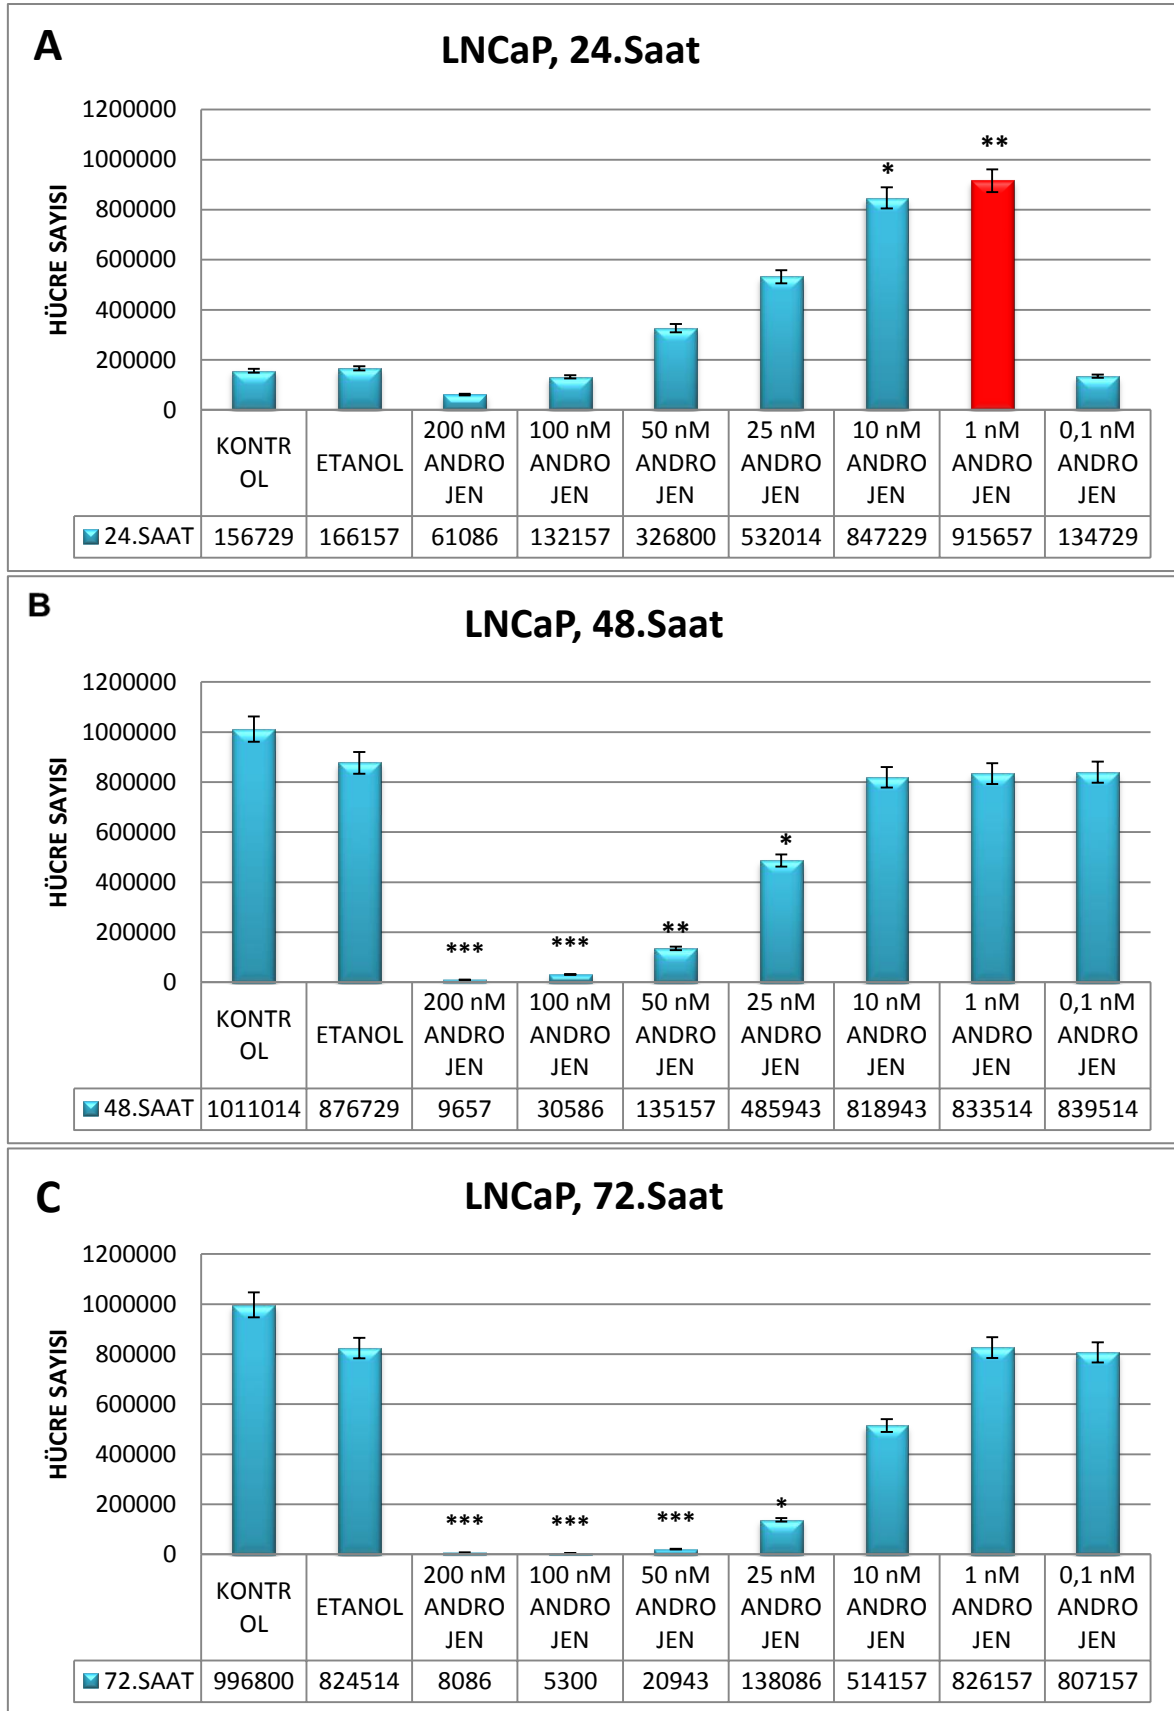 A
LNCaP, 24.Saat
HÜCRE SAYISI
1200000
1000000
800000
600000
400000
200000
0
*
**
KONTR
OL
ETANOL
200 nM
ANDRO
JEN
100 nM
ANDRO
JEN
50 nM
ANDRO
JEN
25 nM
ANDRO
JEN
10 nM
ANDRO
JEN
1 nM
ANDRO
JEN
0,1 nM
ANDRO
JEN
24.SAAT 156729 166157 61086 132157 326800 532014 847229 915657 134729
B
LNCaP, 48.Saat
HÜCRE SAYISI
1200000
1000000
800000
600000
400000
200000
0
***
***
**
*
KONTR
OL
ETANOL
200 nM
ANDRO
JEN
100 nM
ANDRO
JEN
50 nM
ANDRO
JEN
25 nM
ANDRO
JEN
10 nM
ANDRO
JEN
1 nM
ANDRO
JEN
0,1 nM
ANDRO
JEN
48.SAAT 1011014 876729 9657 30586 135157 485943 818943 833514 839514
C
LNCaP, 72.Saat
HÜCRE SAYISI
1200000
1000000
800000
600000
400000
200000
0
***
***
***
*
KONTR
OL
ETANOL
200 nM
ANDRO
JEN
100 nM
ANDRO
JEN
50 nM
ANDRO
JEN
25 nM
ANDRO
JEN
10 nM
ANDRO
JEN
1 nM
ANDRO
JEN
0,1 nM
ANDRO
JEN
72.SAAT 996800 824514 8086 5300 20943 138086 514157 826157 807157